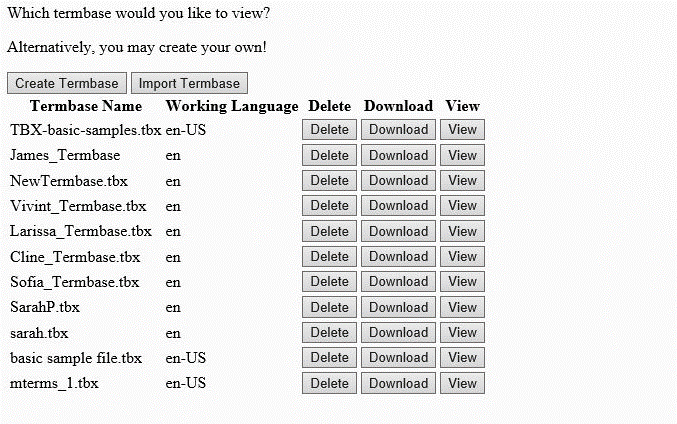 Which termbase would you like to view?
Alternatively, you may create your own!
Create Termbase Import Termbase
Termbase Name Working Language Delete Download View
TBX-basic-samples.tbx en-US Delete Download View
James_Termbase en Delete Download View
NewTermbase.tbx en Delete Download View
Vivint_Termbase.tbx en Delete Download View
Larissa_Termbase.tbx en Delete Download View
Cline_Termbase.tbx en Delete Download View
Sofia_Termbase.tbx en Delete Download View
SarahP.tbx en Delete Download View
sarah.tbx en Delete Download View
basic sample file.tbx en-US Delete Download View
mterms_1.tbx en-US Delete Download View